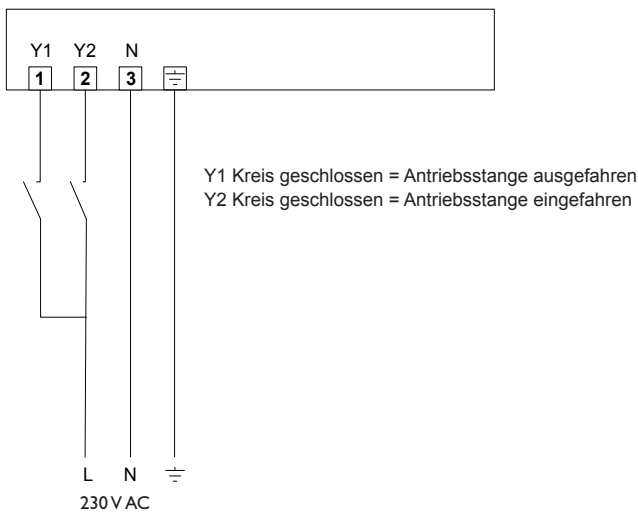 Y1 Y2 N
1 2 3
Y1 Kreis geschlossen = Antriebsstange ausgefahren
Y2 Kreis geschlossen = Antriebsstange eingefahren
L N
230 V AC